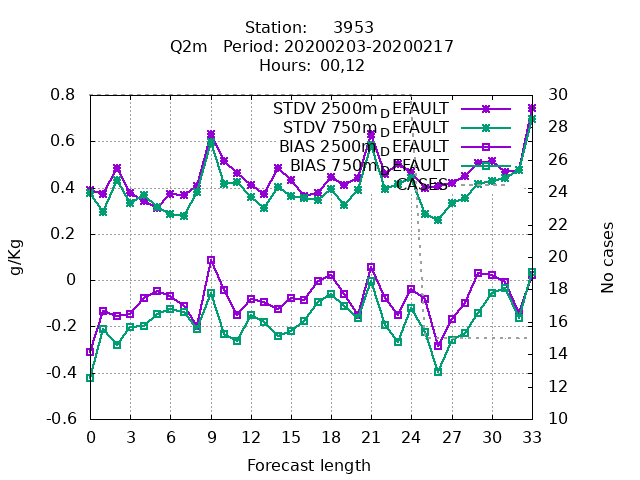 Station: 3953
Q2m Period: 20200203-20200217
Hours: 00,12
STDV 2500m_DEFAULT
STDV 750m_DEFAULT
BIAS 2500m_DEFAULT
BIAS 750m_DEFAULT
CASES
0.8
0.6
0.4
0.2
0
-0.2
-0.4
-0.6
g/Kg
30
28
26
24
22
20
18
16
14
12
10
No cases
0 3 6 9 12 15 18 21 24 27 30 33
Forecast length